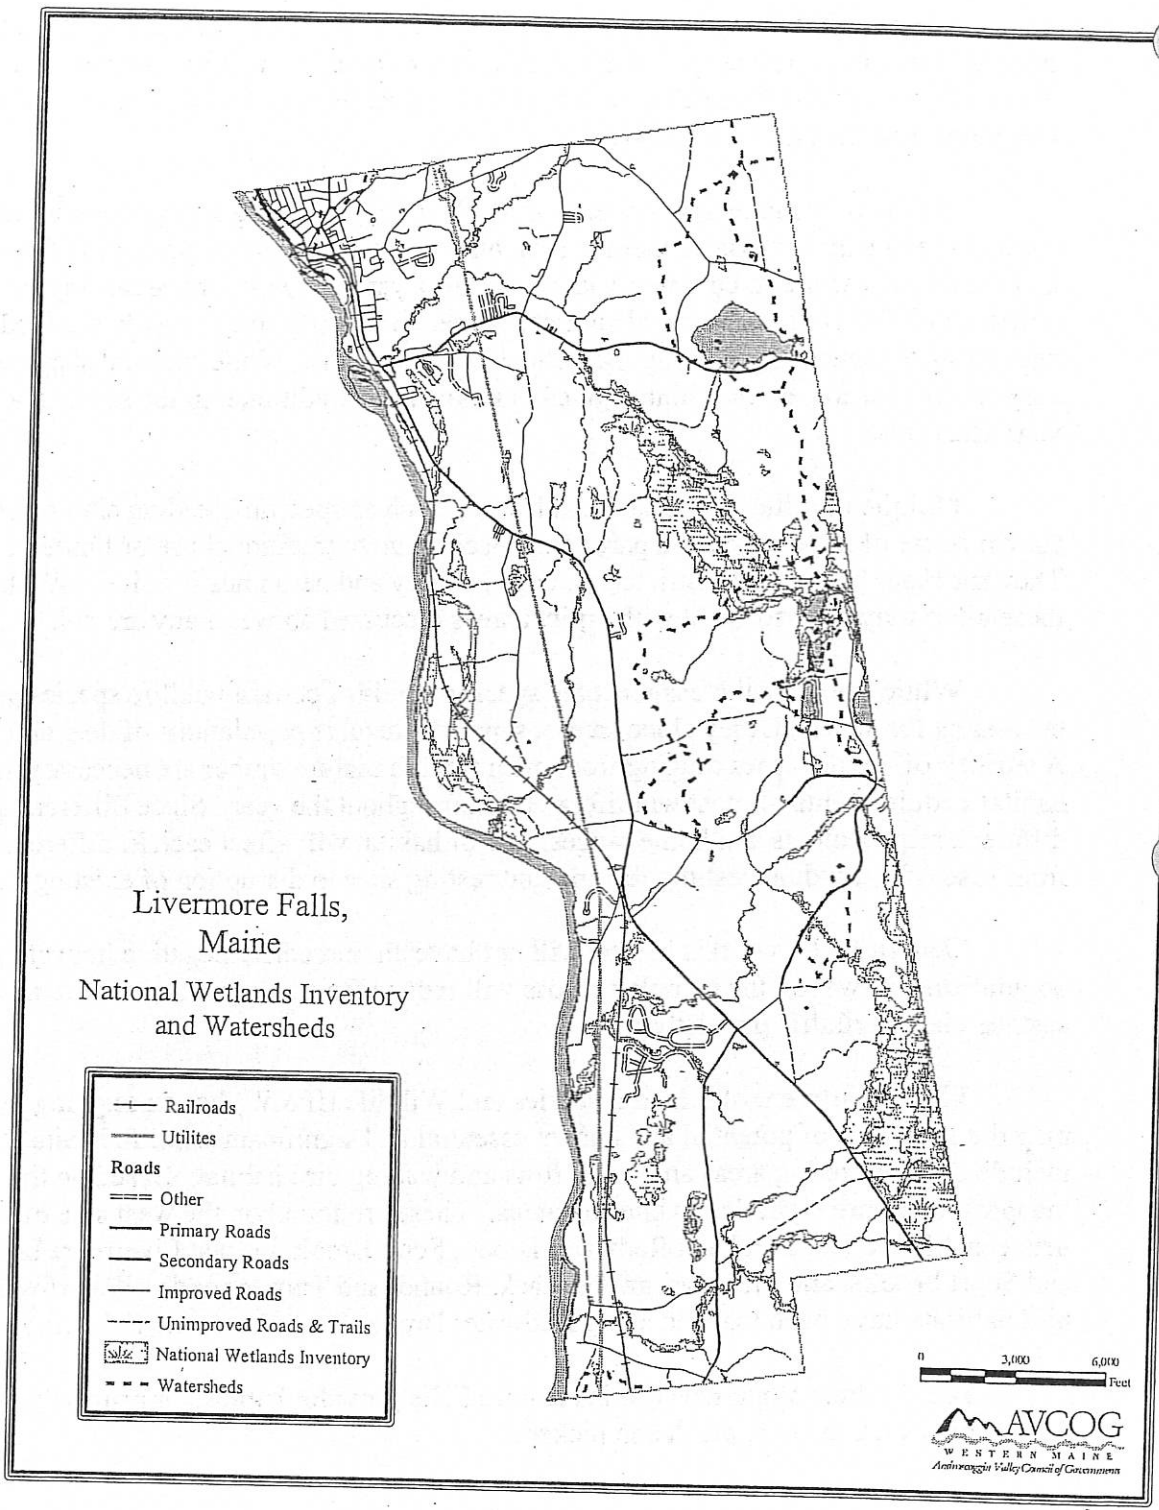 Livermore Falls,
Maine
National Wetlands Inventory
and Watersheds
Railroads
Utilites
Roads
Other
Primary Roads
Secondary Roads
Improved Roads
Unimproved Roads & Trails
National Wetlands Inventory
Watersheds
0 3,000 6,000
Feet
AVCOG
WESTERN MAINE
Androscoggin Valley Council of Governments